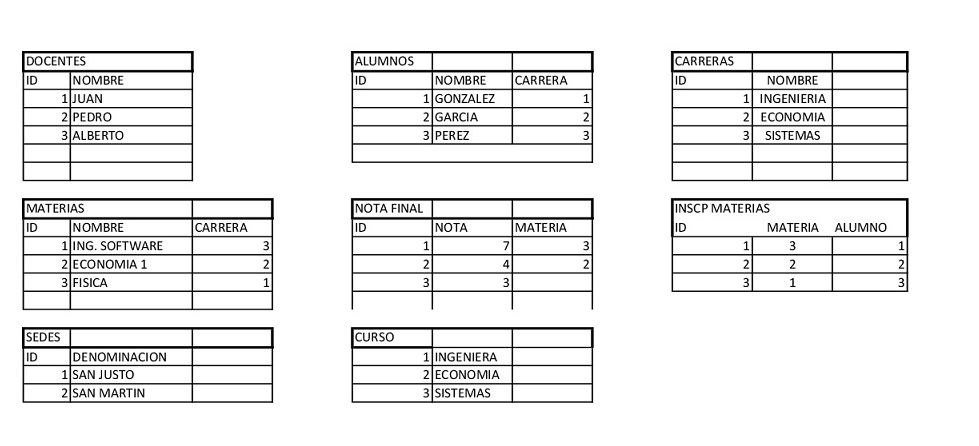 DOCENTES
ID NOMBRE
1 JUAN
2 PEDRO
3 ALBERTO
ALUMNOS
ID NOMBRE CARRERA
1 GONZALEZ 1
2 GARCIA 2
3 PEREZ 3
CARRERAS
ID NOMBRE
1 INGENIERIA
2 ECONOMIA
3 SISTEMAS
MATERIAS
ID NOMBRE CARRERA
1 ING. SOFTWARE 3
2 ECONOMIA 1 2
3 FISICA 1
NOTA FINAL
ID NOTA MATERIA
1 7 3
2 4 2
3 3
INSCP MATERIAS
ID MATERIA ALUMNO
1 3 1
2 2 2
3 1 3
SEDES
ID DENOMINACION
1 SAN JUSTO
2 SAN MARTIN
CURSO
1 INGENIERA
2 ECONOMIA
3 SISTEMAS